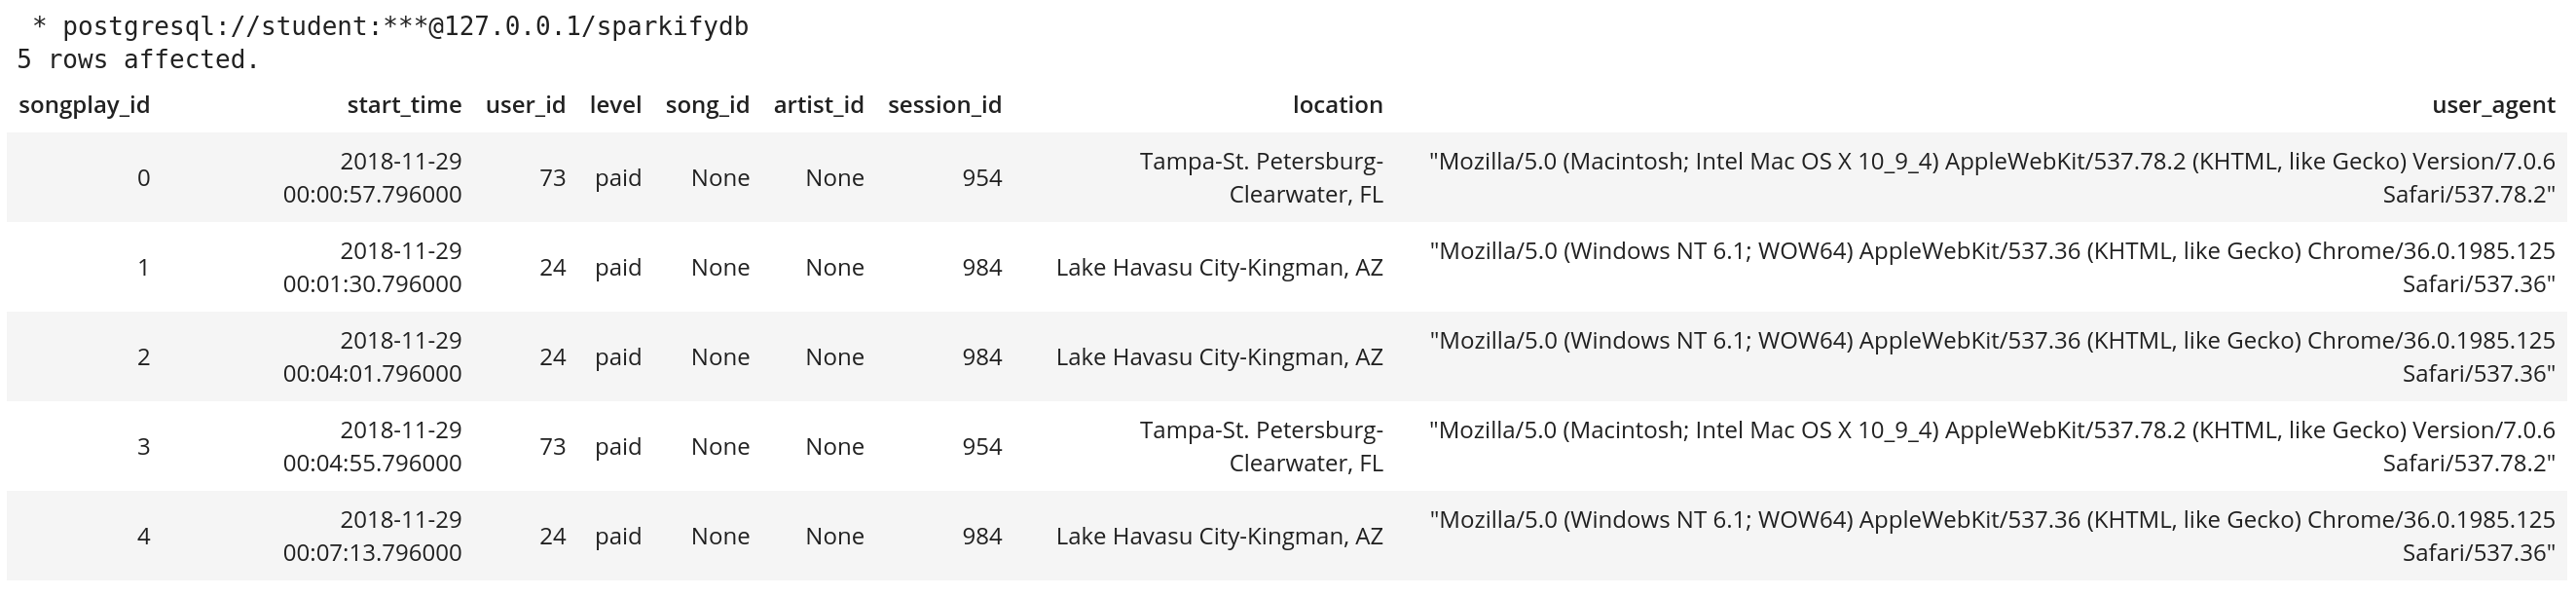 * postgresql://student:***@127.0.0.1/sparkifydb
5 rows affected.
songplay_id start_time user_id level song_id artist_id session_id location user_agent
0 2018-11-29 00:00:57.796000 73 paid None None 954 Tampa-St. Petersburg-Clearwater, FL "Mozilla/5.0 (Macintosh; Intel Mac OS X 10_9_4) AppleWebKit/537.78.2 (KHTML, like Gecko) Version/7.0.6 Safari/537.78.2"
1 2018-11-29 00:01:30.796000 24 paid None None 984 Lake Havasu City-Kingman, AZ "Mozilla/5.0 (Windows NT 6.1; WOW64) AppleWebKit/537.36 (KHTML, like Gecko) Chrome/36.0.1985.125 Safari/537.36"
2 2018-11-29 00:04:01.796000 24 paid None None 984 Lake Havasu City-Kingman, AZ "Mozilla/5.0 (Windows NT 6.1; WOW64) AppleWebKit/537.36 (KHTML, like Gecko) Chrome/36.0.1985.125 Safari/537.36"
3 2018-11-29 00:04:55.796000 73 paid None None 954 Tampa-St. Petersburg-Clearwater, FL "Mozilla/5.0 (Macintosh; Intel Mac OS X 10_9_4) AppleWebKit/537.78.2 (KHTML, like Gecko) Version/7.0.6 Safari/537.78.2"
4 2018-11-29 00:07:13.796000 24 paid None None 984 Lake Havasu City-Kingman, AZ "Mozilla/5.0 (Windows NT 6.1; WOW64) AppleWebKit/537.36 (KHTML, like Gecko) Chrome/36.0.1985.125 Safari/537.36"